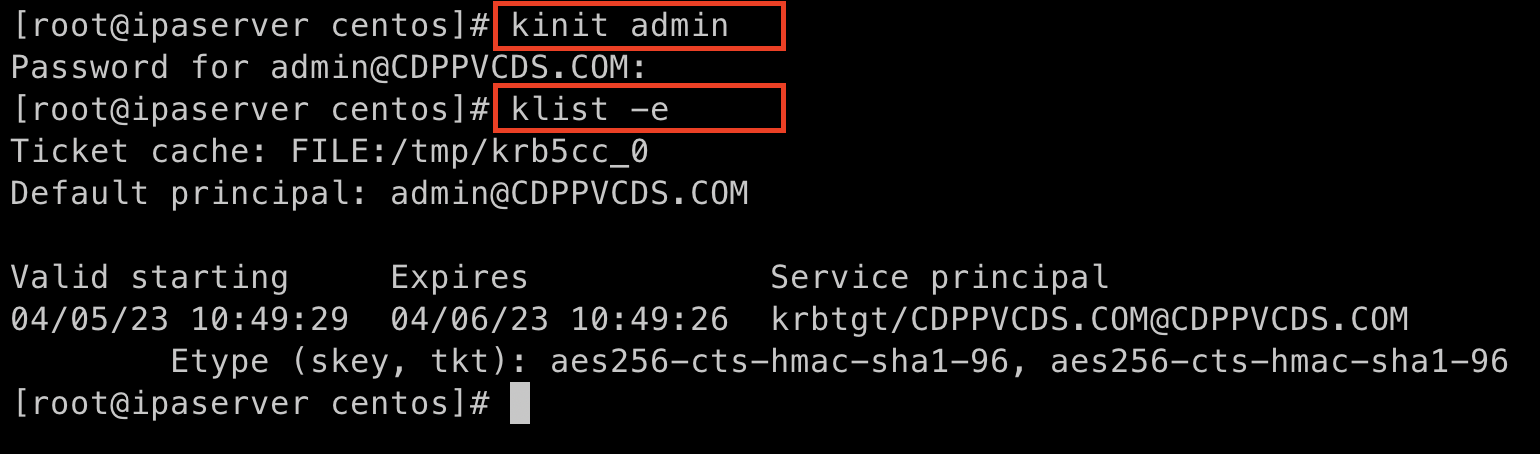 [root@ipaserver centos]# kinit admin
Password for admin@CDPPVCDS.COM:
[root@ipaserver centos]# klist -e
Ticket cache: FILE:/tmp/krb5cc_0
Default principal: admin@CDPPVCDS.COM

Valid starting     Expires            Service principal
04/05/23 10:49:29  04/06/23 10:49:26  krbtgt/CDPPVCDS.COM@CDPPVCDS.COM
        Etype (skey, tkt): aes256-cts-hmac-sha1-96, aes256-cts-hmac-sha1-96
[root@ipaserver centos]#